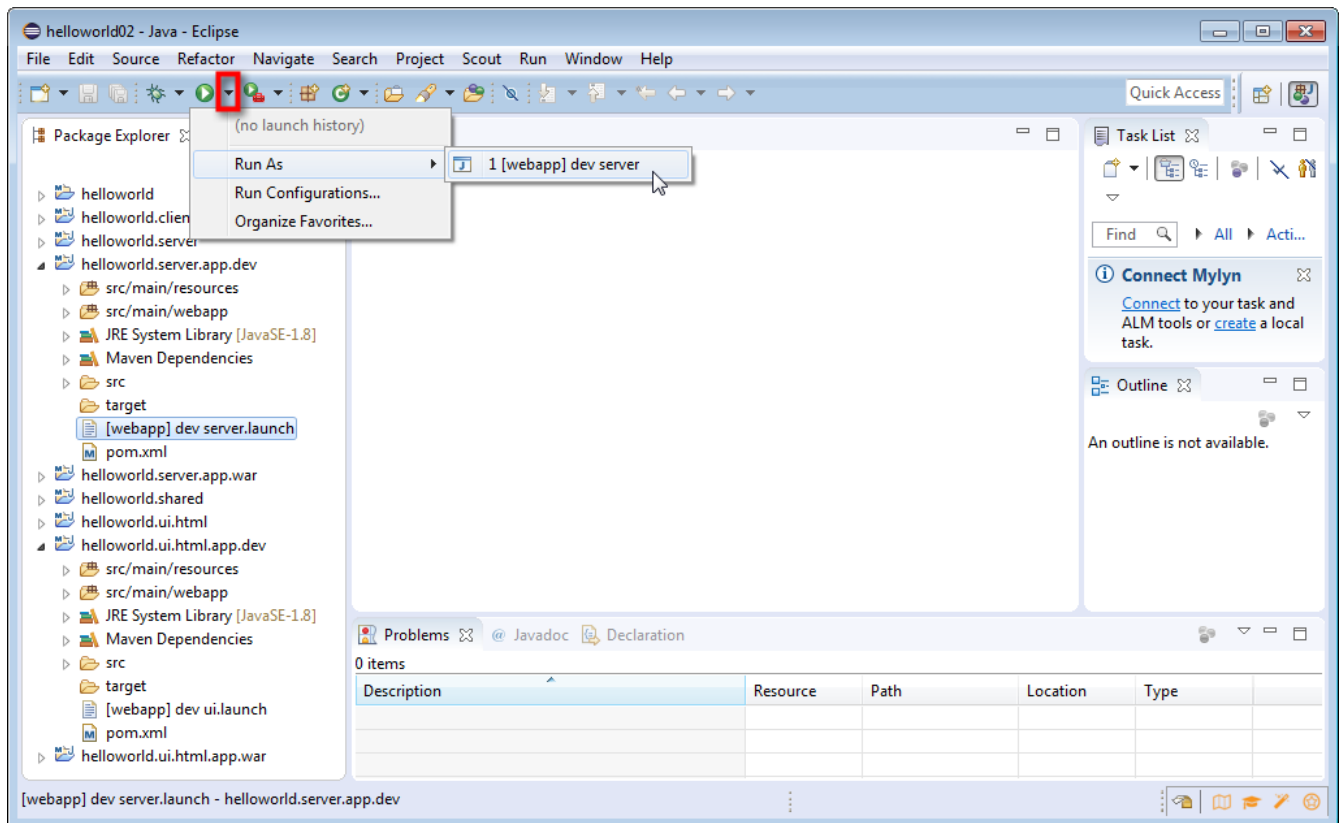 helloworld02 - Java - Eclipse
File Edit Source Refactor Navigate Search Project Scout Run Window Help
Quick Access
Package Explorer
(no launch history)
Run As
1 [webapp] dev server
Run Configurations...
Organize Favorites...
helloworld
helloworld.clien
helloworld.server
helloworld.server.app.dev
src/main/resources
src/main/webapp
JRE System Library [JavaSE-1.8]
Maven Dependencies
src
target
[webapp] dev server.launch
pom.xml
helloworld.server.app.war
helloworld.shared
helloworld.ui.html
helloworld.ui.html.app.dev
src/main/resources
src/main/webapp
JRE System Library [JavaSE-1.8]
Maven Dependencies
src
target
[webapp] dev ui.launch
pom.xml
helloworld.ui.html.app.war
Task List
Find All Acti...
Connect Mylyn
Connect to your task and
ALM tools or create a local
task.
Outline
An outline is not available.
Problems @ Javadoc Declaration
0 items
Description Resource Path Location Type
[webapp] dev server.launch - helloworld.server.app.dev